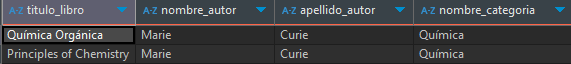 A-Z titulo_libro A-Z nombre_autor A-Z apellido_autor A-Z nombre_categoria
Química Orgánica Marie Curie Química
Principles of Chemistry Marie Curie Química